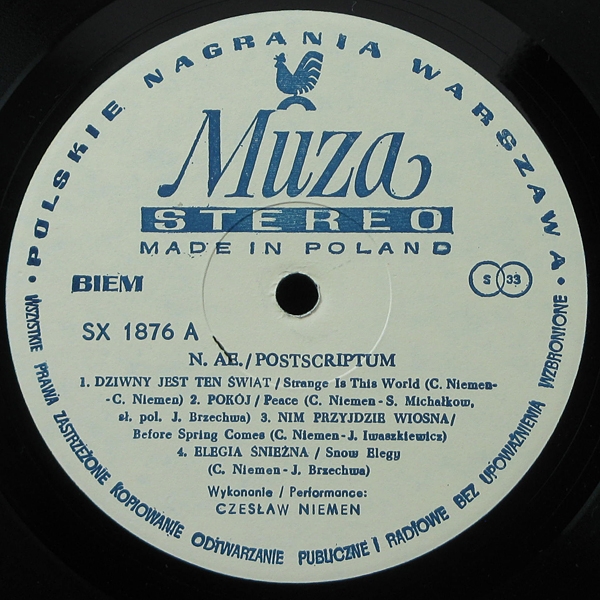 • POLSKIE NAGRANIA WARSZAWA •
Muza
STEREO
MADE IN POLAND
BIEM
S 33
SX 1876 A
N. AE./POSTSCRIPTUM
1. DZIWNY JEST TEN ŚWIAT / Strange Is This World (C. Niemen-
-C. Niemen) 2. POKÓJ / Peace (C. Niemen - S. Michałkow,
sł. pol. J. Brzechwa) 3. NIM PRZYJDZIE WIOSNA/
Before Spring Comes (C. Niemen-J. Iwaszkiewicz)
4. ELEGIA ŚNIEŻNA / Snow Elegy
(C. Niemen-J. Brzechwa)
Wykonanie / Performance:
CZESŁAW NIEMEN
WSZYSTKIE PRAWA ZASTRZEŻONE KOPIOWANIE ODTWARZANIE PUBLICZNE I RADIOWE BEZ UPOWAŻNIENIA WZBRONIONE